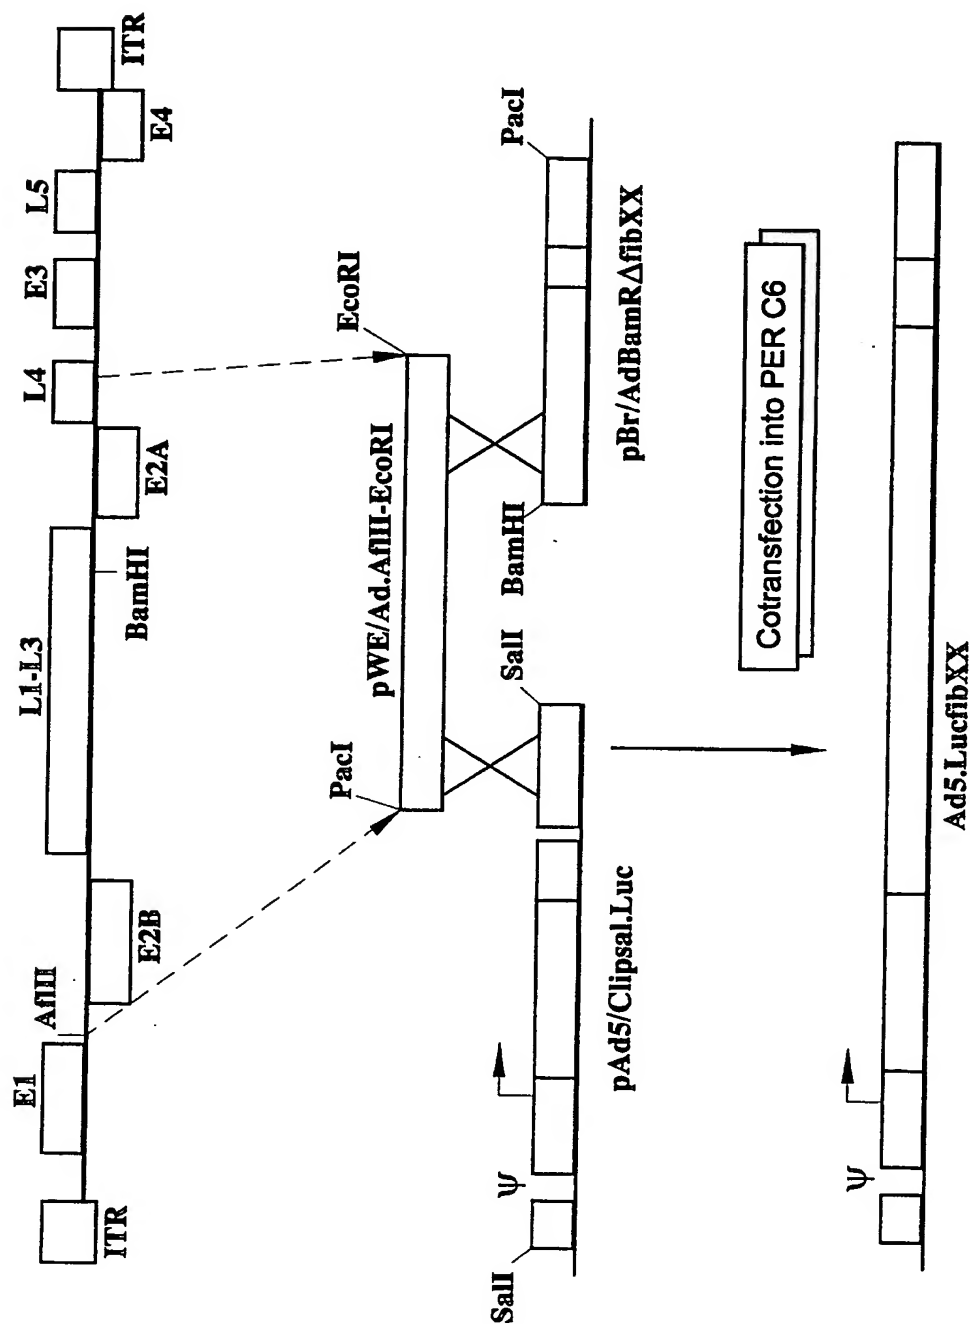 ITR
E1
AflII
E2B
L1-L3
BamHI
E2A
L4
E3
L5
E4
ITR
PacI
pWE/Ad.AflII-EcoRI
EcoRI
SalI
ψ
pAd5/Clipsal.Luc
SalI
BamHI
pBr/AdBamRΔfibXX
PacI
Cotransfection into PER C6
ψ
Ad5.LucfibXX